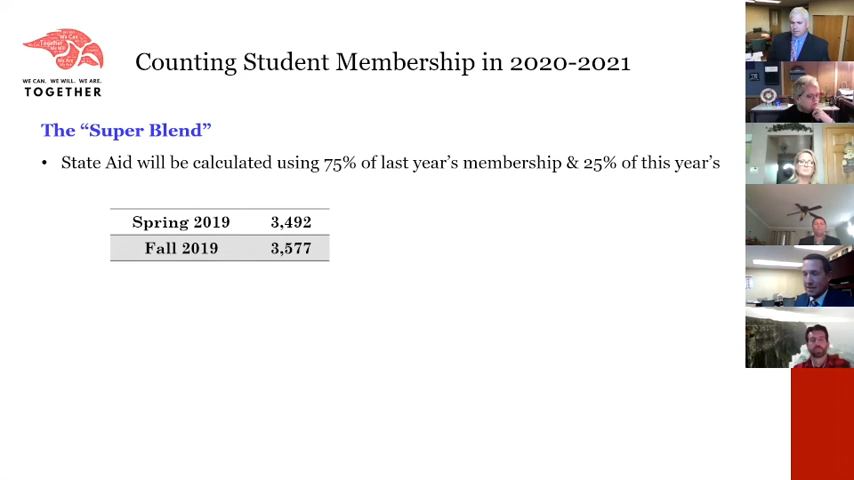 We Can
Together
We Will
We Are
WE CAN. WE WILL. WE ARE.
TOGETHER
Counting Student Membership in 2020-2021
The “Super Blend”
• State Aid will be calculated using 75% of last year’s membership & 25% of this year’s
Spring 2019 3,492
Fall 2019 3,577